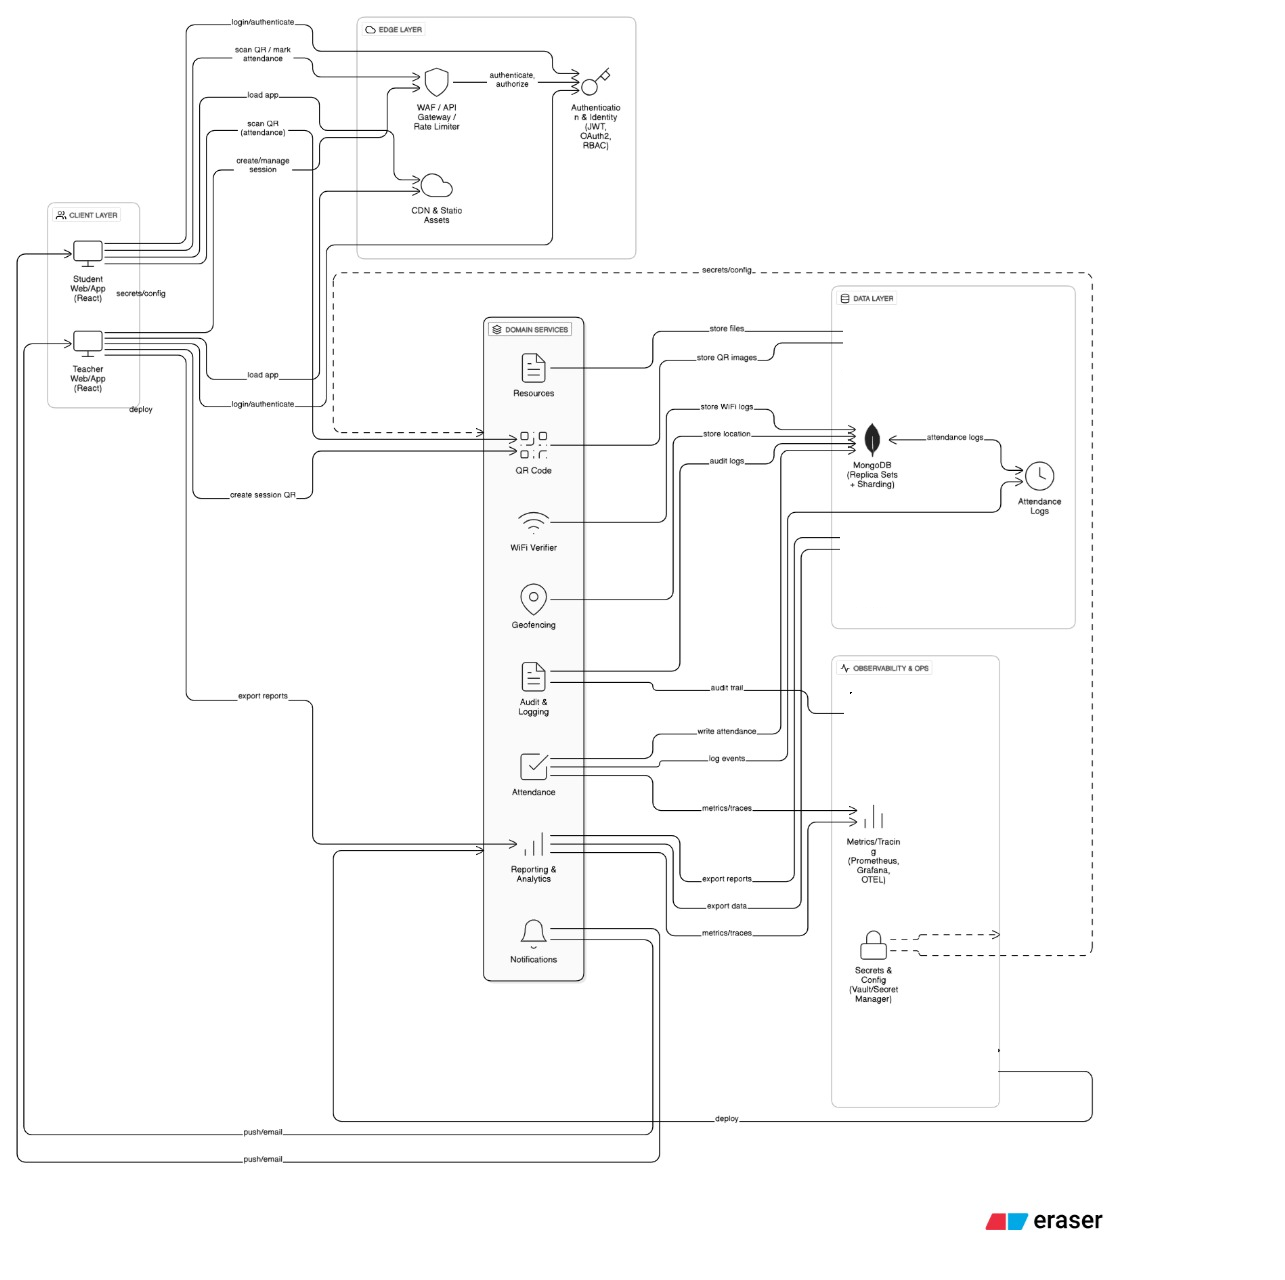 login/authenticate
EDGE LAYER
scan QR / mark
attendance
authenticate,
authorize
load app
WAF / API
Gateway /
Rate Limiter
Authenticatio
n & Identity
(JWT,
OAuth2,
RBAC)
scan QR
(attendance)
create/manage
session
CDN & Static
Assets
CLIENT LAYER
Student
Web/App
(React)
secrets/config
secrets/config
DATA LAYER
DOMAIN SERVICES
store files
Teacher
Web/App
(React)
store QR images
load app
Resources
login/authenticate
deploy
store WiFi logs
store location
attendance logs
audit logs
QR Code
MongoDB
(Replica Sets
+ Sharding)
create session QR
Attendance
Logs
WiFi Verifier
Geofencing
OBSERVABILITY & OPS
audit trail
export reports
Audit &
Logging
write attendance
log events
Attendance
metrics/traces
Metrics/Tracin
g
(Prometheus,
Grafana,
OTEL)
Reporting &
Analytics
export reports
export data
metrics/traces
Notifications
Secrets &
Config
(Vault/Secret
Manager)
deploy
push/email
push/email
eraser